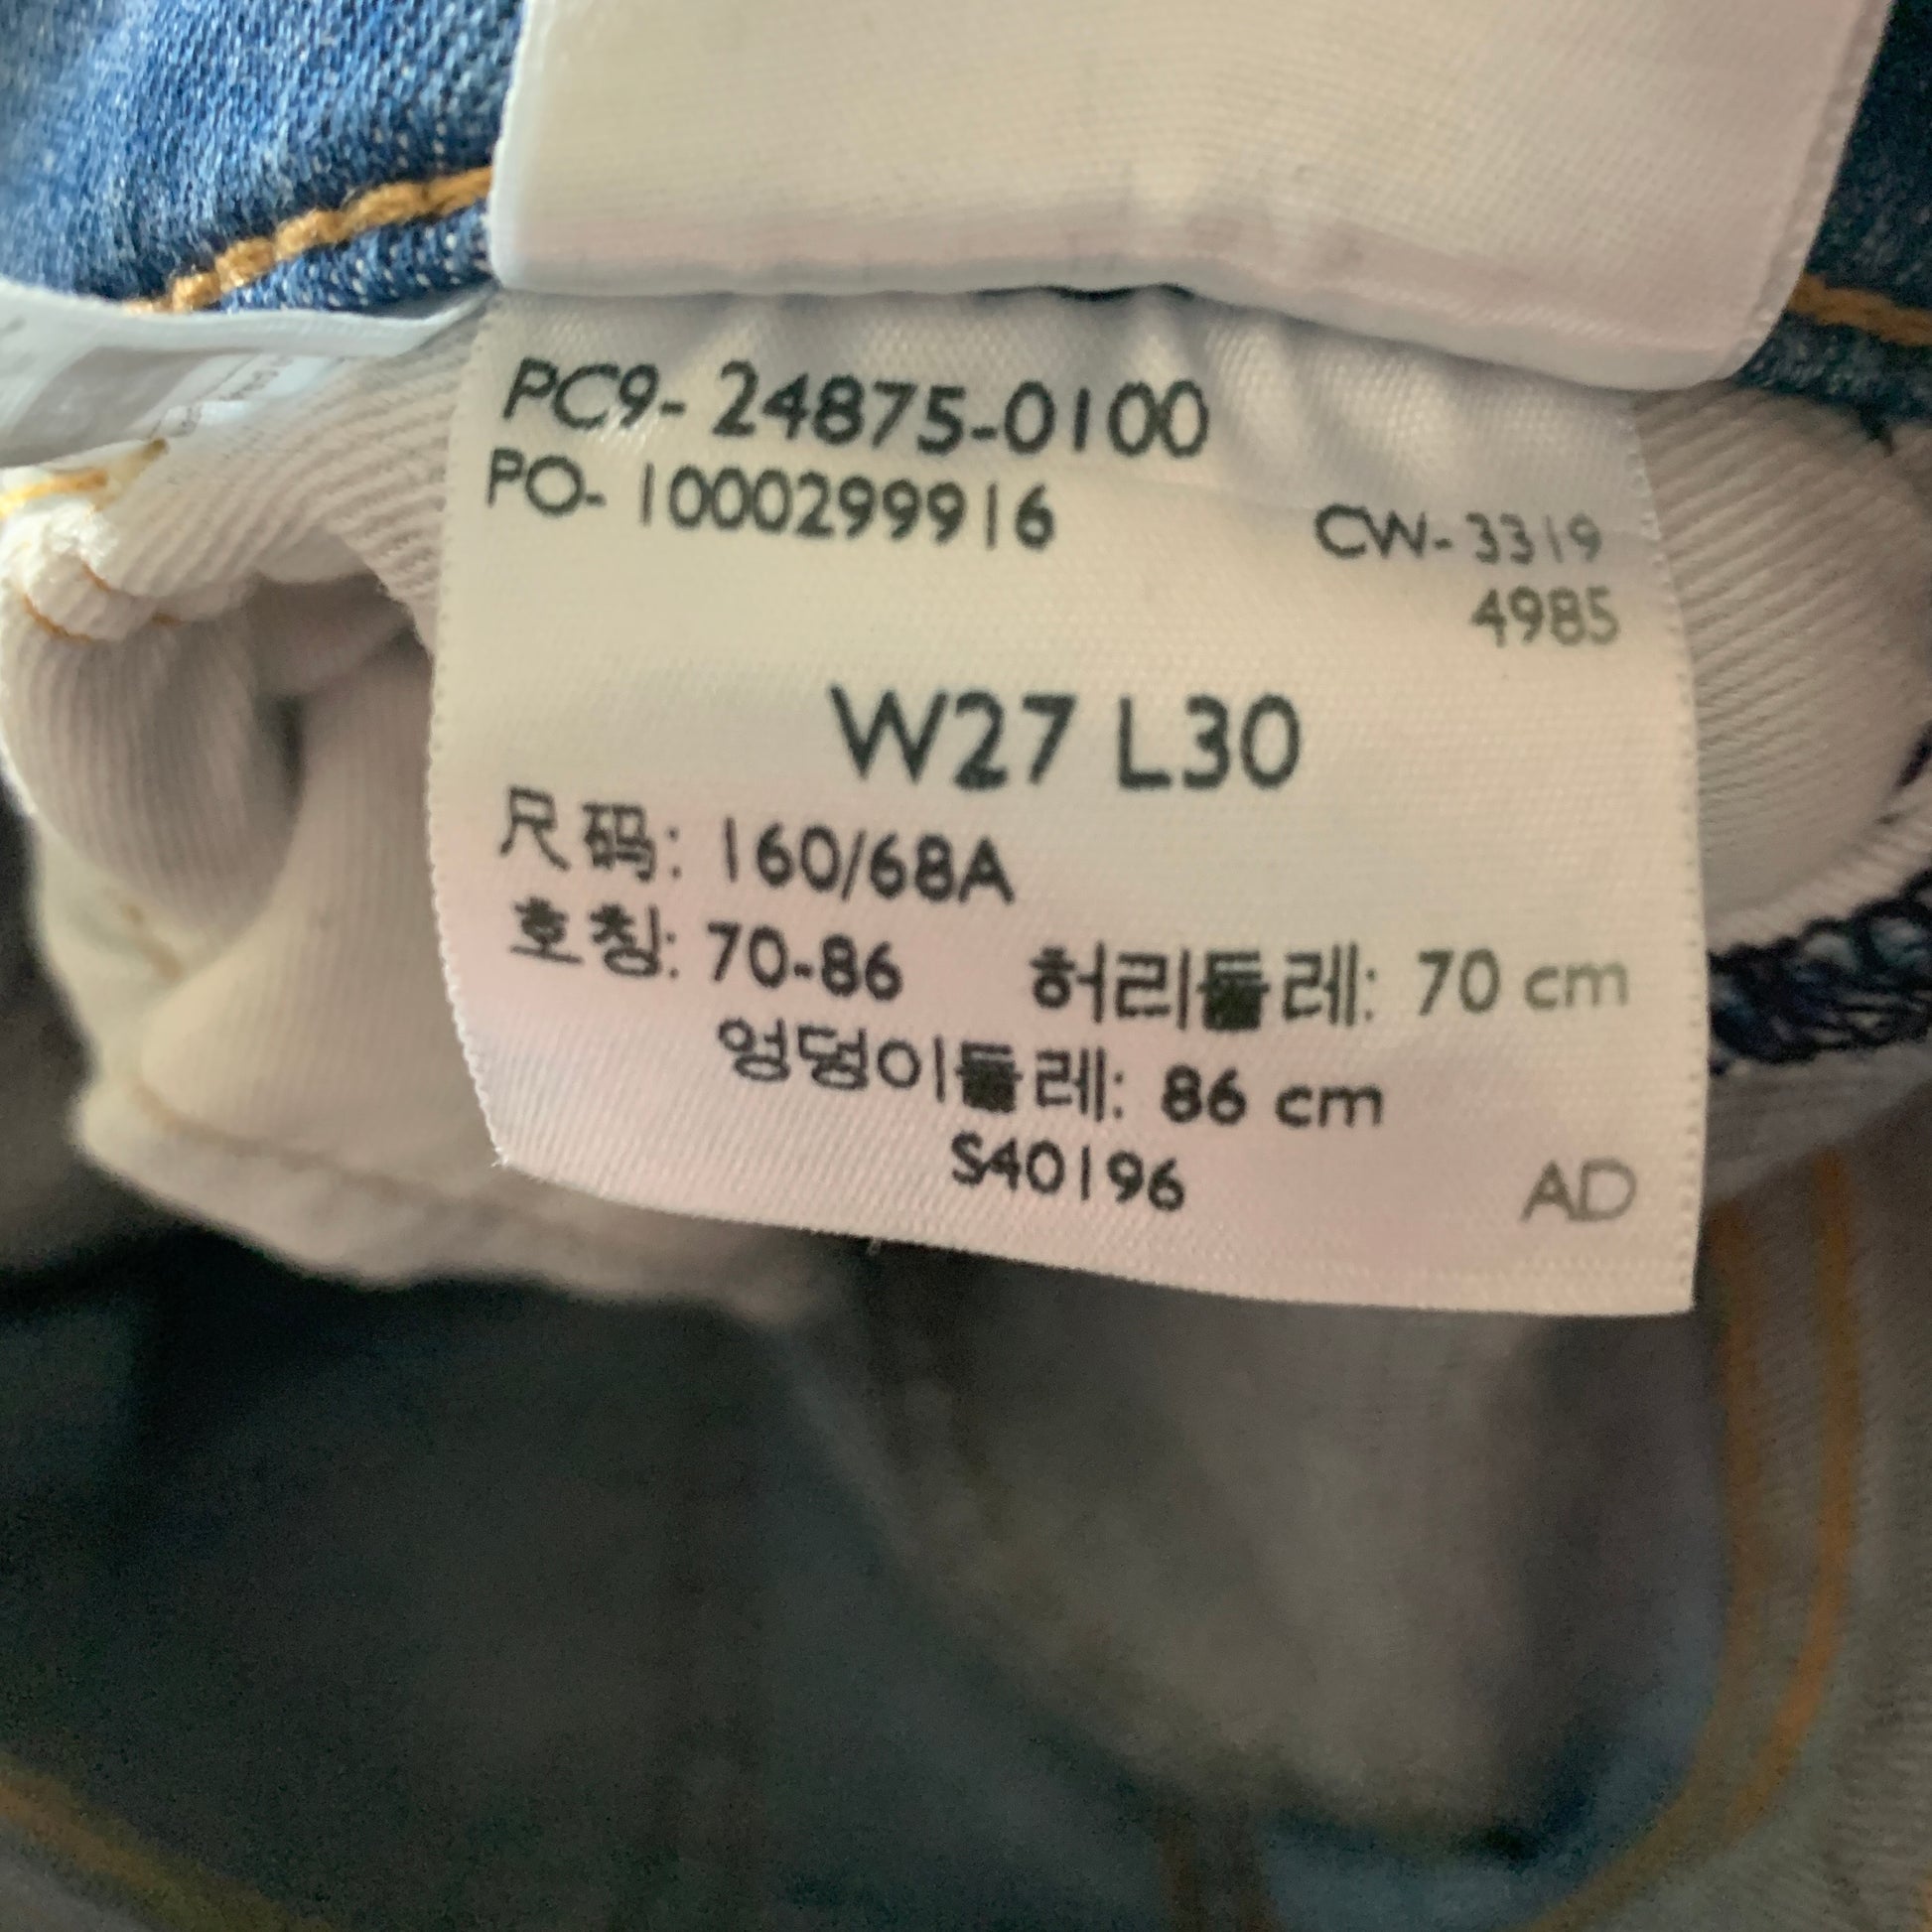 PC9- 24875-0100
PO- 1000299916 CW- 3319
4985
W27 L30
尺码: 160/68A
호칭: 70-86 허리둘레: 70 cm
엉덩이둘레: 86 cm
S40196 AD